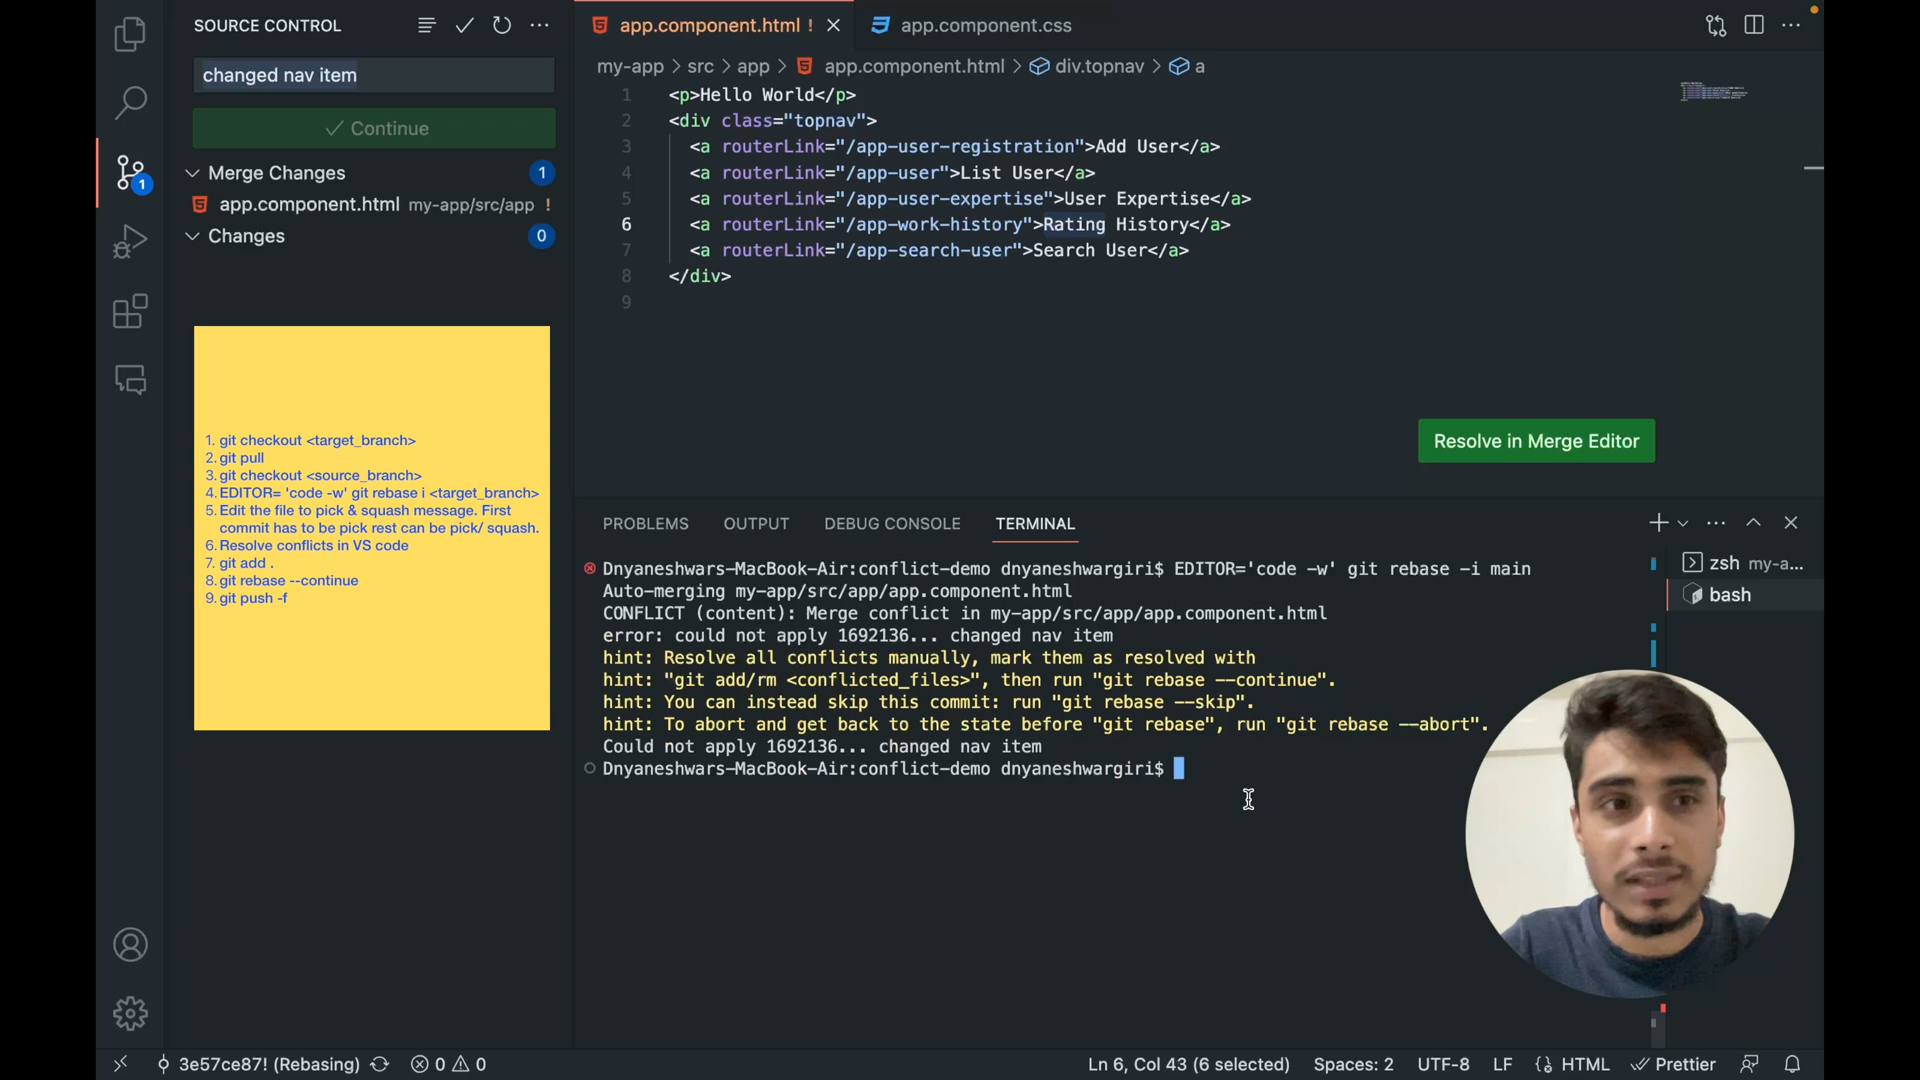 SOURCE CONTROL
changed nav item
Continue
Merge Changes 1
app.component.html my-app/src/app !
Changes 0
1
1. git checkout <target_branch>
2. git pull
3. git checkout <source_branch>
4. EDITOR= 'code -w' git rebase i <target_branch>
5. Edit the file to pick & squash message. First
commit has to be pick rest can be pick/ squash.
6. Resolve conflicts in VS code
7. git add .
8. git rebase --continue
9. git push -f
app.component.html !
app.component.css
my-app > src > app > app.component.html > div.topnav > a
1 <p>Hello World</p>
2 <div class="topnav">
3 <a routerLink="/app-user-registration">Add User</a>
4 <a routerLink="/app-user">List User</a>
5 <a routerLink="/app-user-expertise">User Expertise</a>
6 <a routerLink="/app-work-history">Rating History</a>
7 <a routerLink="/app-search-user">Search User</a>
8 </div>
9
Resolve in Merge Editor
PROBLEMS OUTPUT DEBUG CONSOLE TERMINAL
Dnyaneshwars-MacBook-Air:conflict-demo dnyaneshwargiri$ EDITOR='code -w' git rebase -i main
Auto-merging my-app/src/app/app.component.html
CONFLICT (content): Merge conflict in my-app/src/app/app.component.html
error: could not apply 1692136... changed nav item
hint: Resolve all conflicts manually, mark them as resolved with
hint: "git add/rm <conflicted_files>", then run "git rebase --continue".
hint: You can instead skip this commit: run "git rebase --skip".
hint: To abort and get back to the state before "git rebase", run "git rebase --abort".
Could not apply 1692136... changed nav item
Dnyaneshwars-MacBook-Air:conflict-demo dnyaneshwargiri$
zsh my-a...
bash
3e57ce87! (Rebasing) 0 0
Ln 6, Col 43 (6 selected) Spaces: 2 UTF-8 LF HTML Prettier